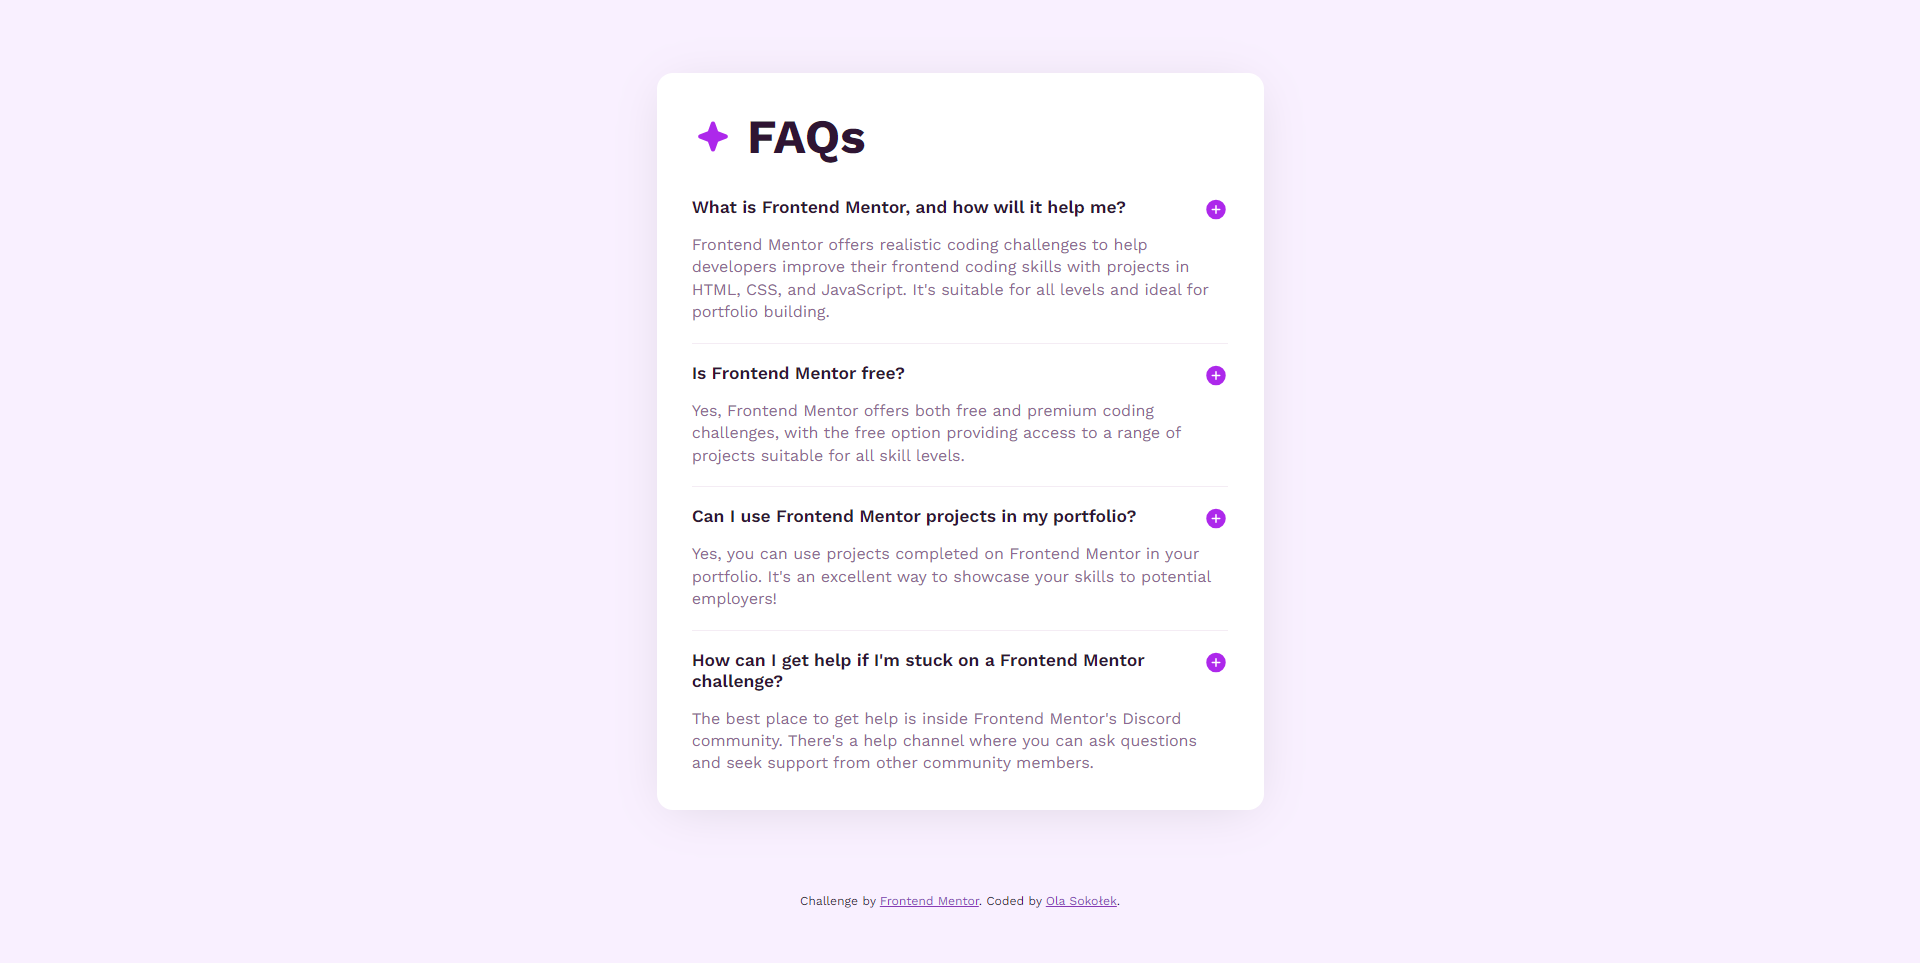 FAQs
What is Frontend Mentor, and how will it help me?
Frontend Mentor offers realistic coding challenges to help
developers improve their frontend coding skills with projects in
HTML, CSS, and JavaScript. It's suitable for all levels and ideal for
portfolio building.
Is Frontend Mentor free?
Yes, Frontend Mentor offers both free and premium coding
challenges, with the free option providing access to a range of
projects suitable for all skill levels.
Can I use Frontend Mentor projects in my portfolio?
Yes, you can use projects completed on Frontend Mentor in your
portfolio. It's an excellent way to showcase your skills to potential
employers!
How can I get help if I'm stuck on a Frontend Mentor
challenge?
The best place to get help is inside Frontend Mentor's Discord
community. There's a help channel where you can ask questions
and seek support from other community members.
Challenge by Frontend Mentor. Coded by Ola Sokołek.